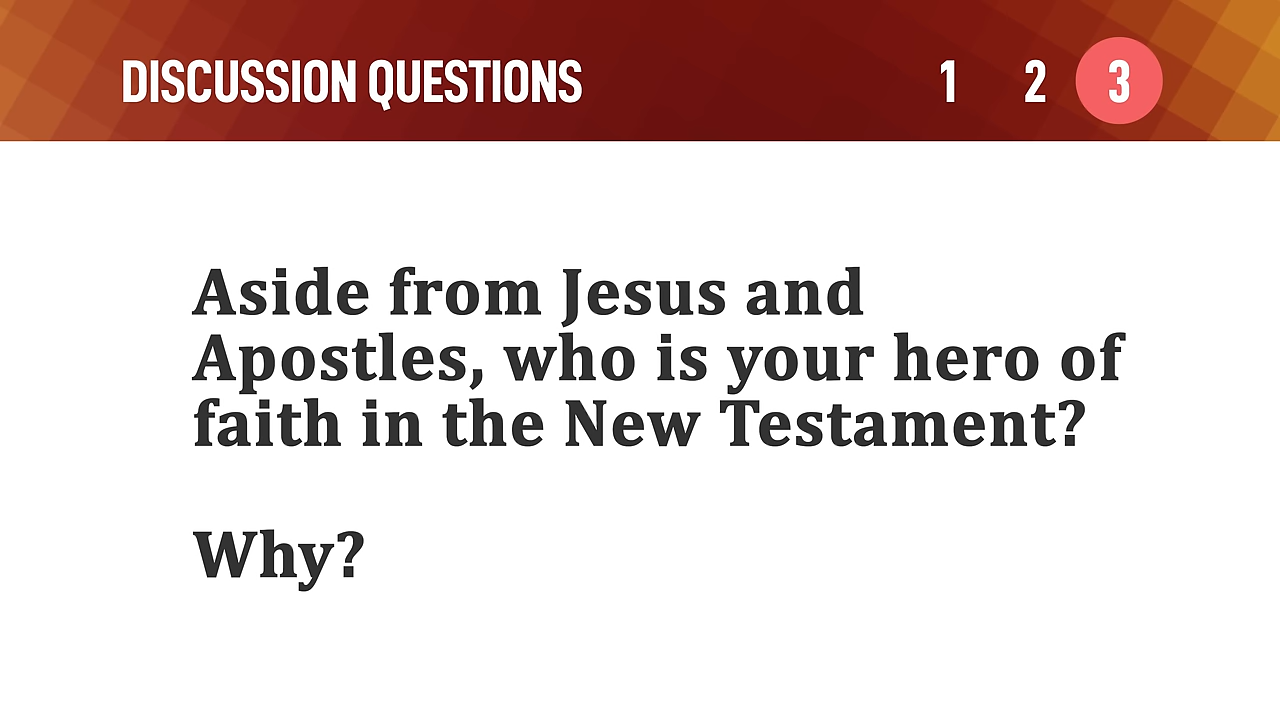 DISCUSSION QUESTIONS 1 2 3
Aside from Jesus and
Apostles, who is your hero of
faith in the New Testament?
Why?